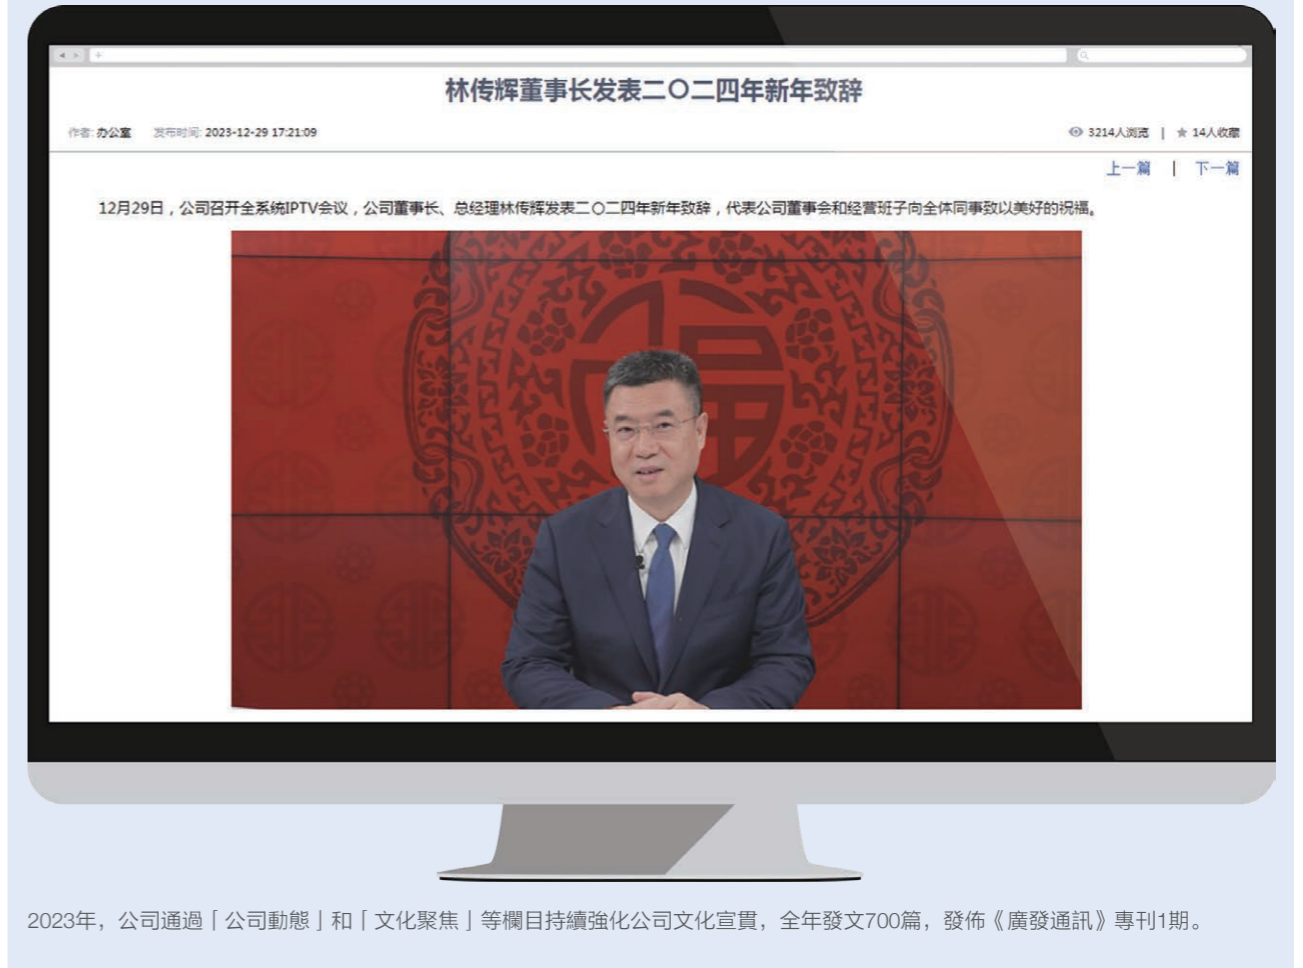 林传辉董事长发表二〇二四年新年致辞
作者: 办公室 发布时间: 2023-12-29 17:21:09
3214人浏览 | 14人收藏
上一篇 | 下一篇
12月29日，公司召开全系统IPTV会议，公司董事长、总经理林传辉发表二〇二四年新年致辞，代表公司董事会和经营班子向全体同事致以美好的祝福。
福
2023年，公司通過「公司動態」和「文化聚焦」等欄目持續強化公司文化宣貫，全年發文700篇，發佈《廣發通訊》專刊1期。